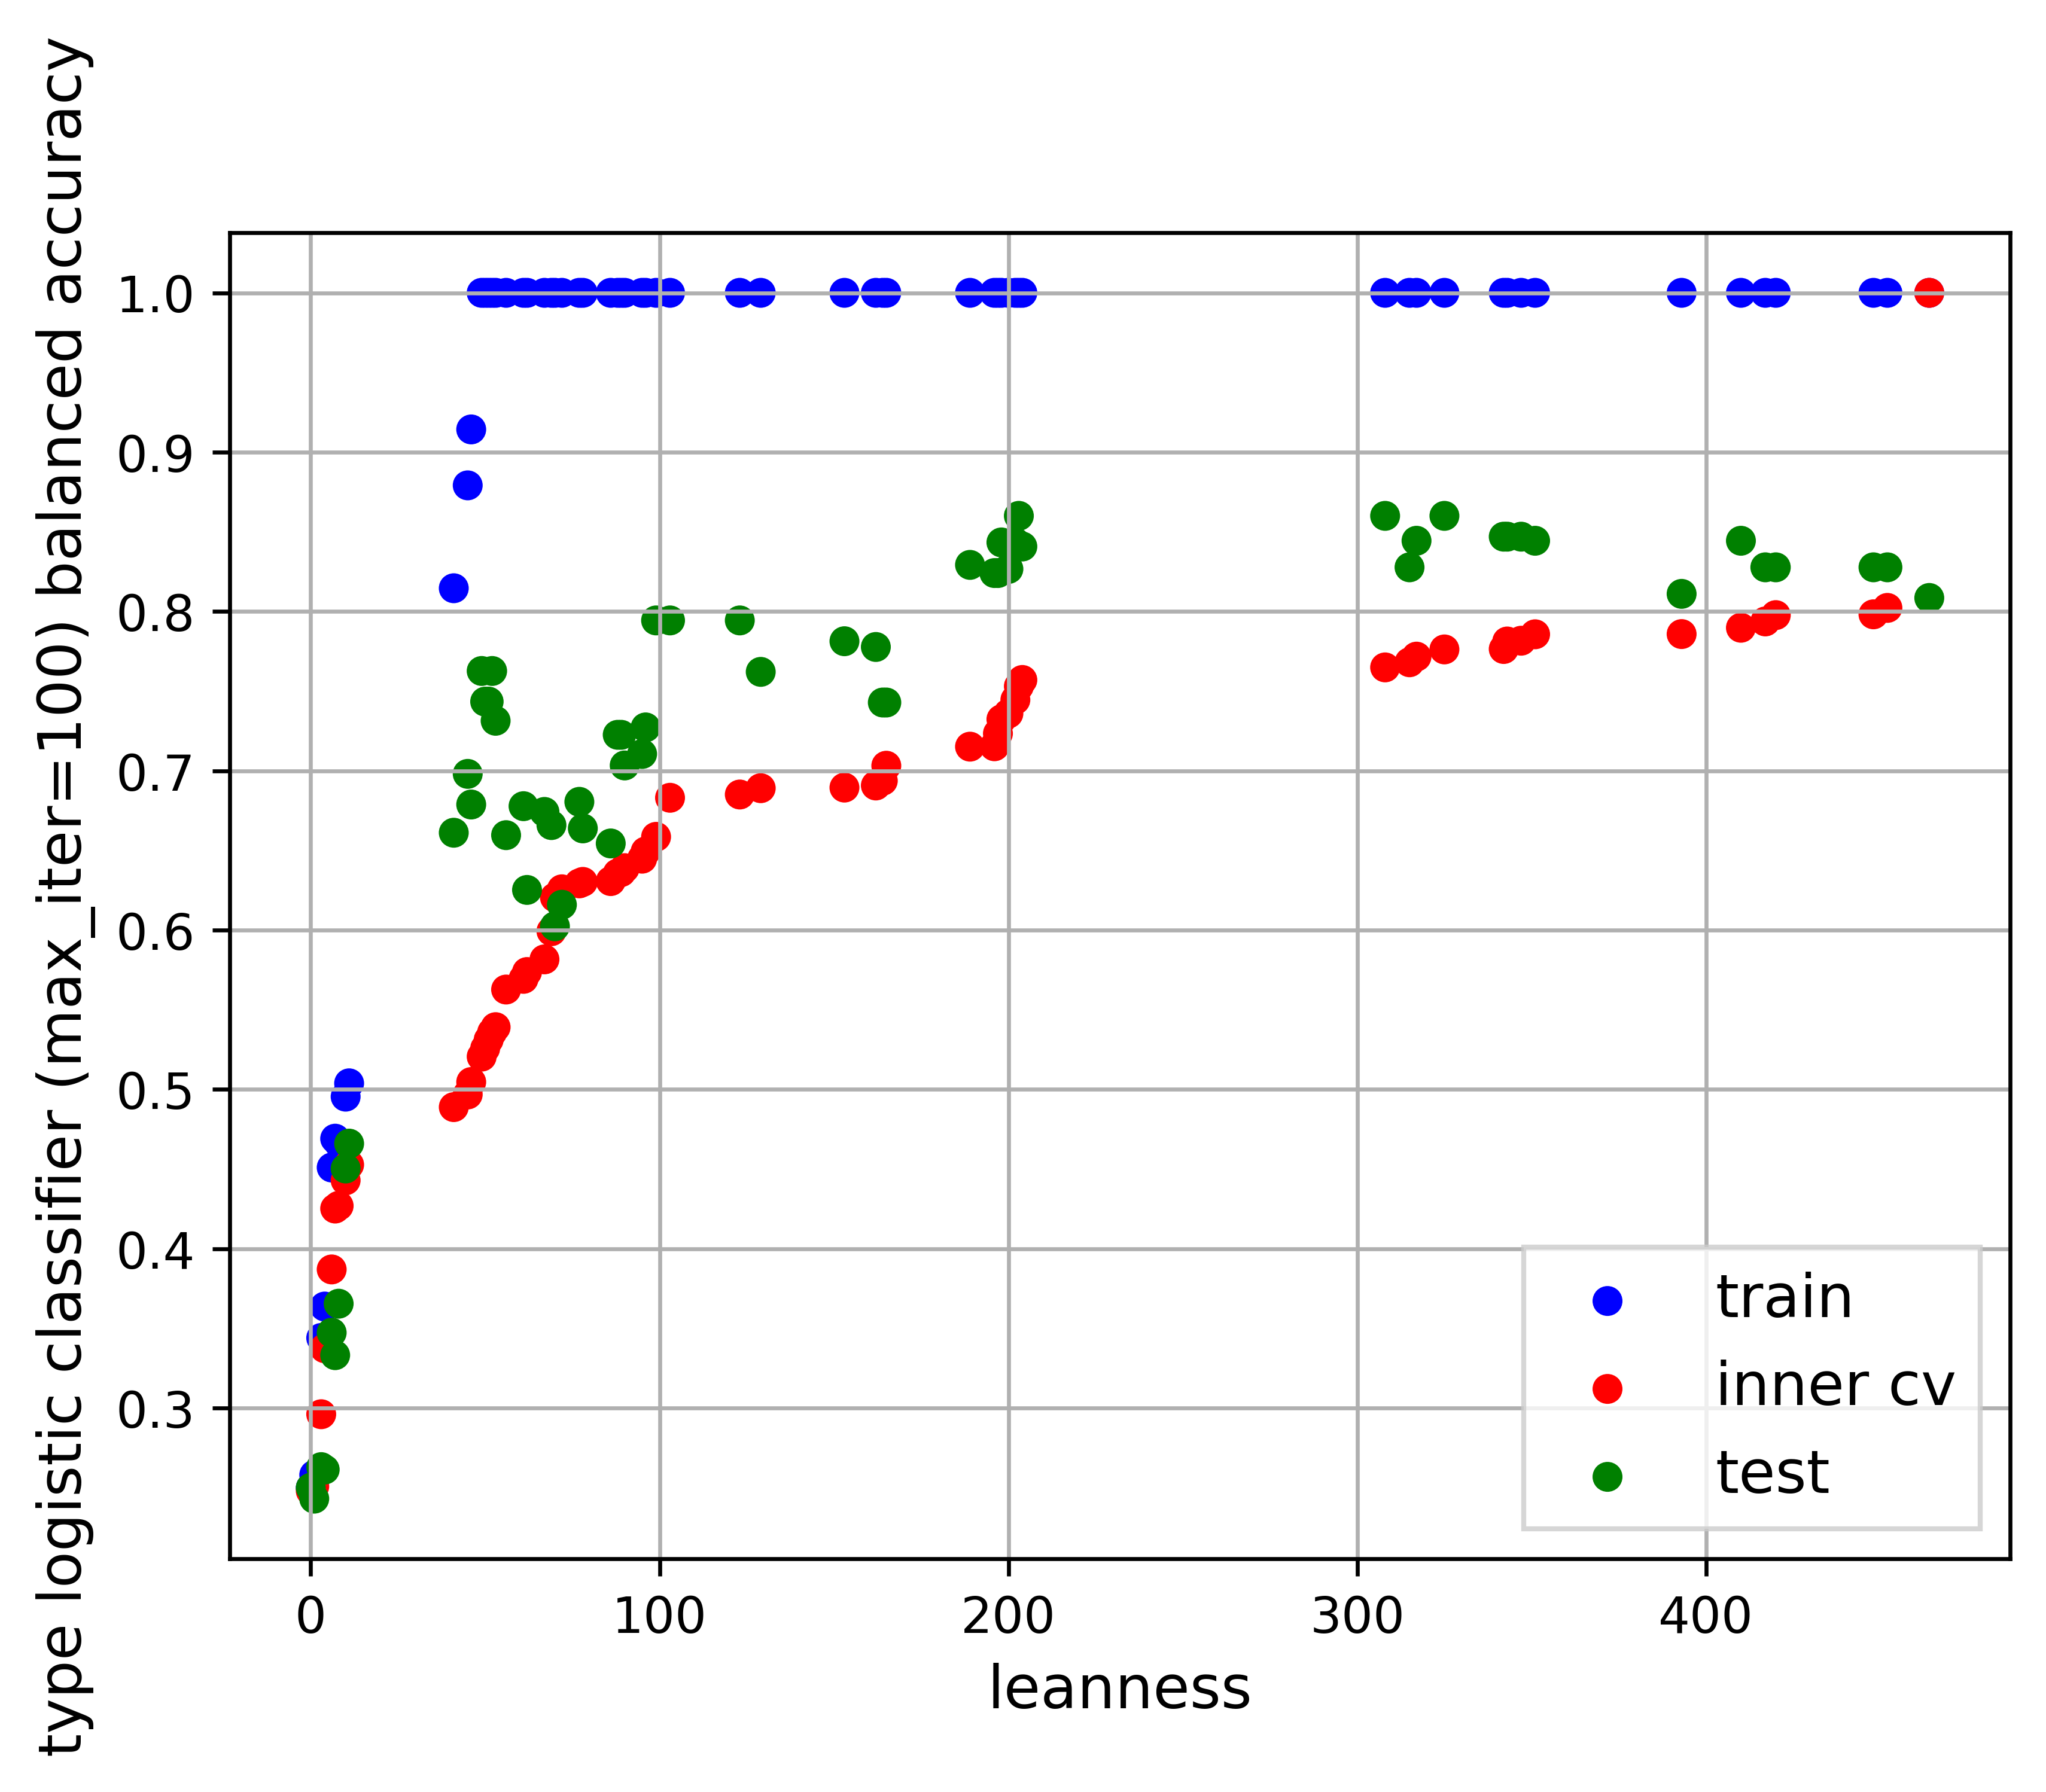 type logistic classifier (max_iter=100) balanced accuracy
1.0
0.9
0.8
0.7
0.6
0.5
0.4
0.3
train
inner cv
test
0 100 200 300 400
leanness